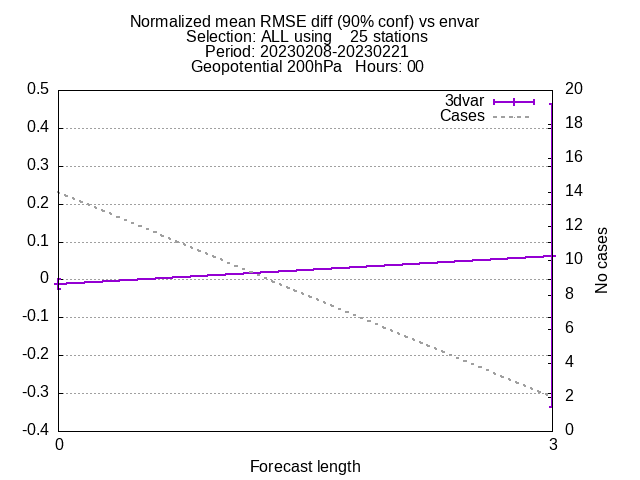 Normalized mean RMSE diff (90% conf) vs envar
Selection: ALL using    25 stations
Period: 20230208-20230221
Geopotential 200hPa   Hours: 00
0.5
0.4
0.3
0.2
0.1
0
-0.1
-0.2
-0.3
-0.4
3dvar
Cases
20
18
16
14
12
10
8
6
4
2
0
No cases
0
3
Forecast length